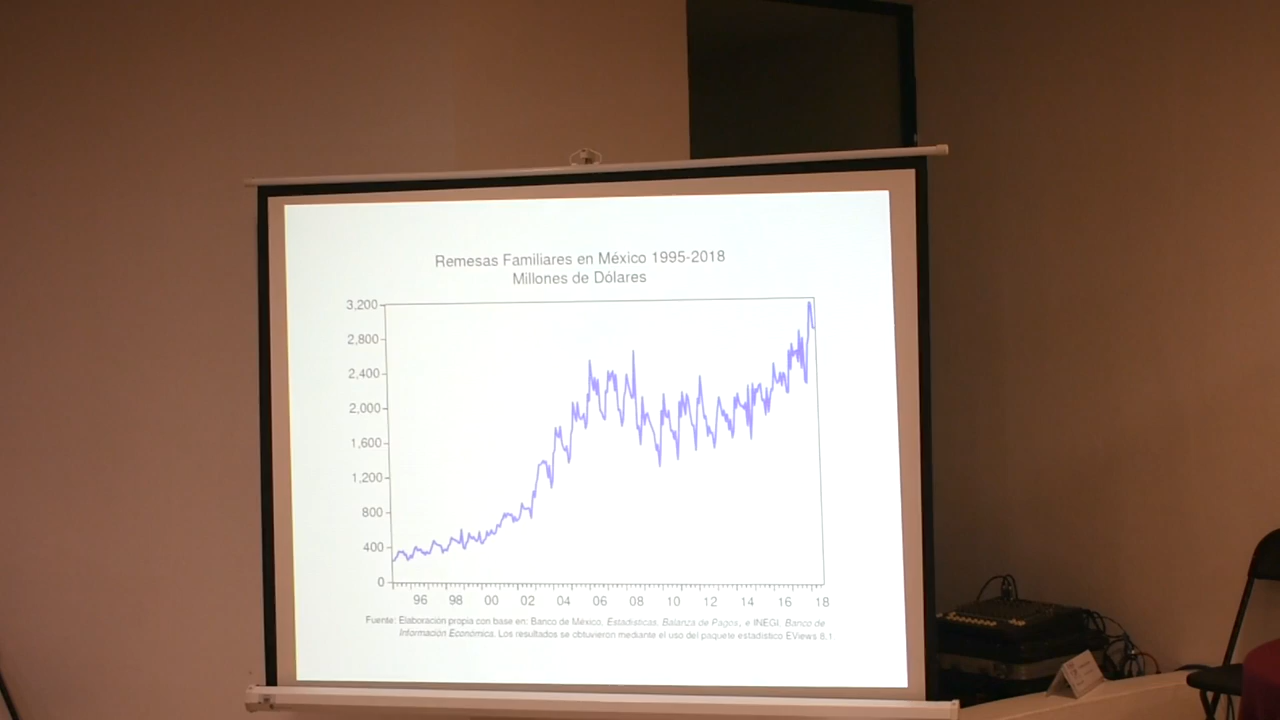 Remesas Familiares en México 1995-2018
Millones de Dólares
3,200
2,800
2,400
2,000
1,600
1,200
800
400
0
96 98 00 02 04 06 08 10 12 14 16 18
Fuente: Elaboración propia con base en: Banco de México. Estadísticas. Balanza de Pagos., e INEGI. Banco de
Información Económica. Los resultados se obtuvieron mediante el uso del paquete estadístico EViews 8.1